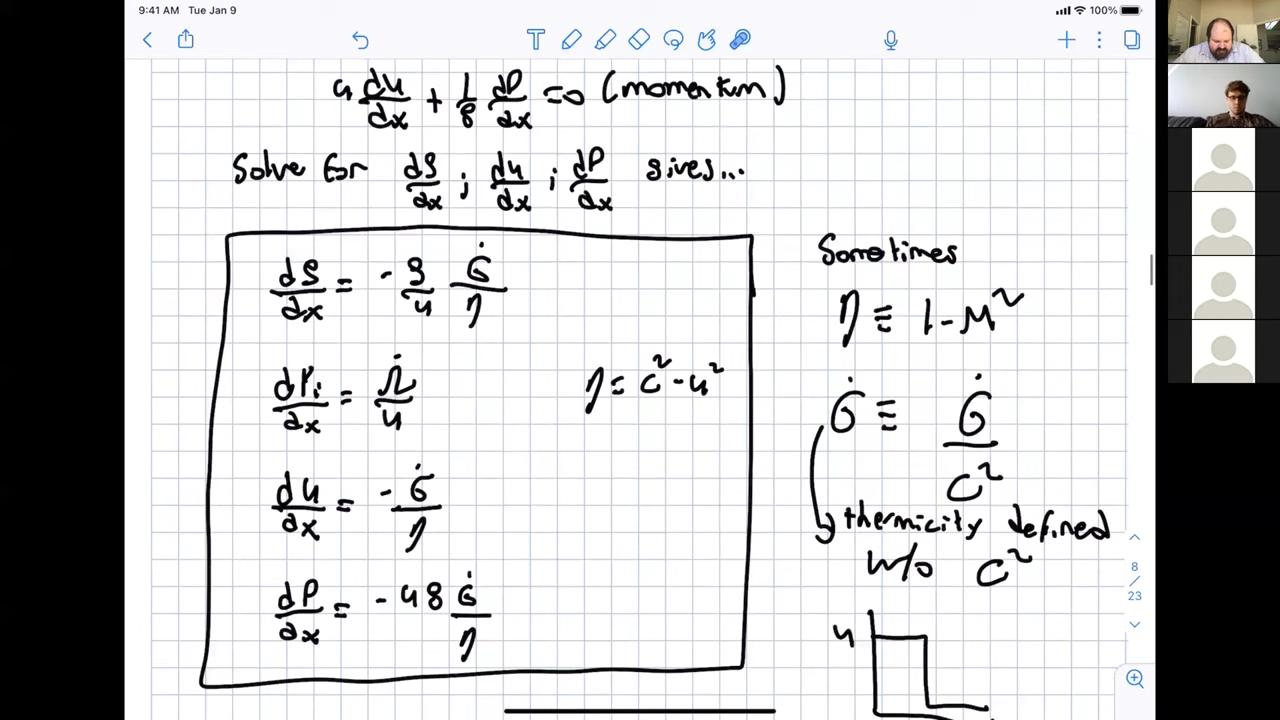 9:41 AM Tue Jan 9
100%
u du/dx + 1/ρ dP/dx = 0 (momentum)
Solve for dρ/dx ; du/dx ; dP/dx gives...
dρ/dx = - ρ/u σ̇/η
dρᵢ/dx = Ω̇/u
η = c² - u²
du/dx = - σ̇/η
dP/dx = - uρ σ̇/η
Sometimes
η ≡ 1 - M²
σ̇ ≡ σ̇/c²
thermicity defined
w/o c²
u
8
/
23